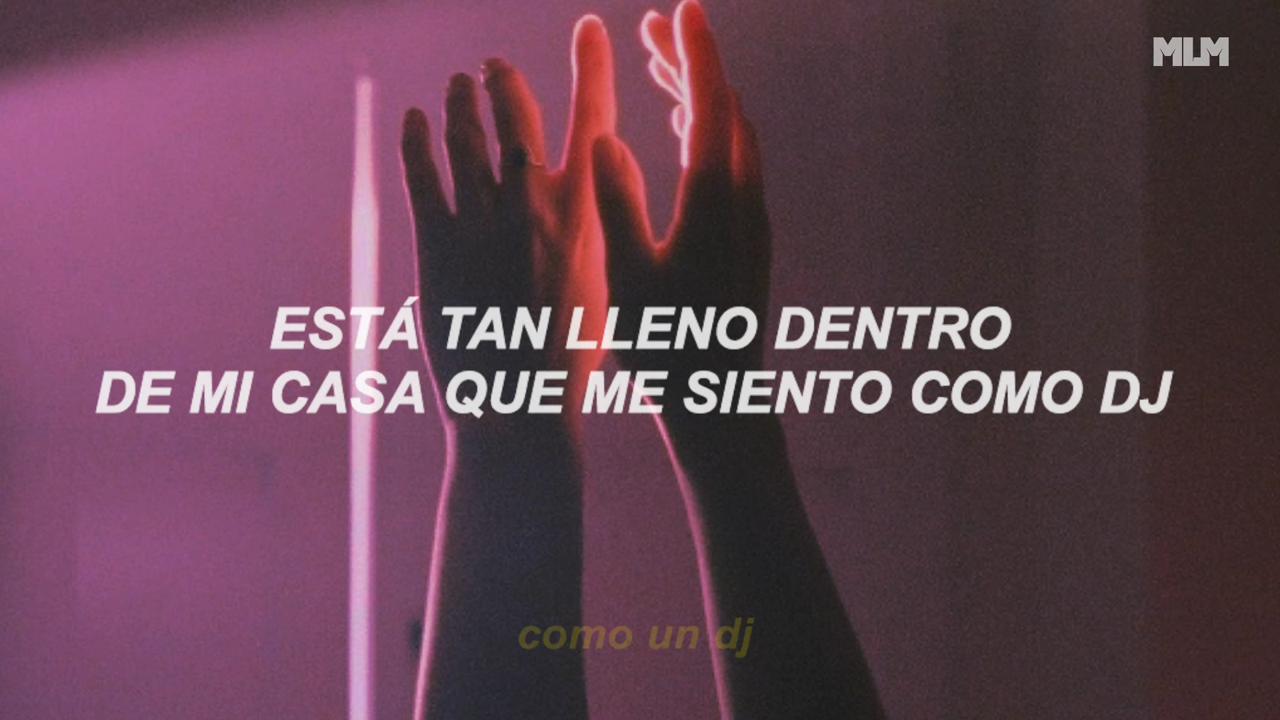 MLM
ESTÁ TAN LLENO DENTRO
DE MI CASA QUE ME SIENTO COMO DJ
como un dj